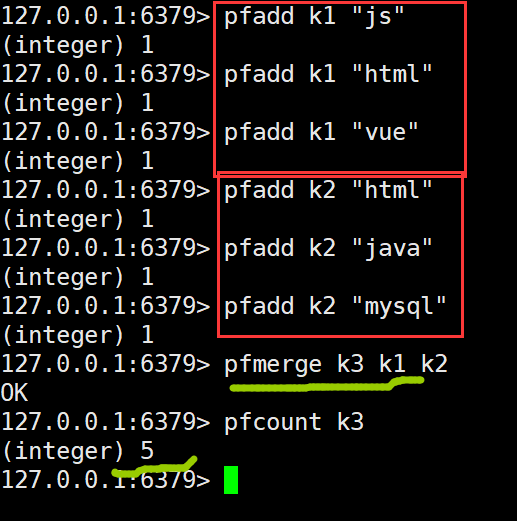 127.0.0.1:6379> pfadd k1 "js"
(integer) 1
127.0.0.1:6379> pfadd k1 "html"
(integer) 1
127.0.0.1:6379> pfadd k1 "vue"
(integer) 1
127.0.0.1:6379> pfadd k2 "html"
(integer) 1
127.0.0.1:6379> pfadd k2 "java"
(integer) 1
127.0.0.1:6379> pfadd k2 "mysql"
(integer) 1
127.0.0.1:6379> pfmerge k3 k1 k2
OK
127.0.0.1:6379> pfcount k3
(integer) 5
127.0.0.1:6379>